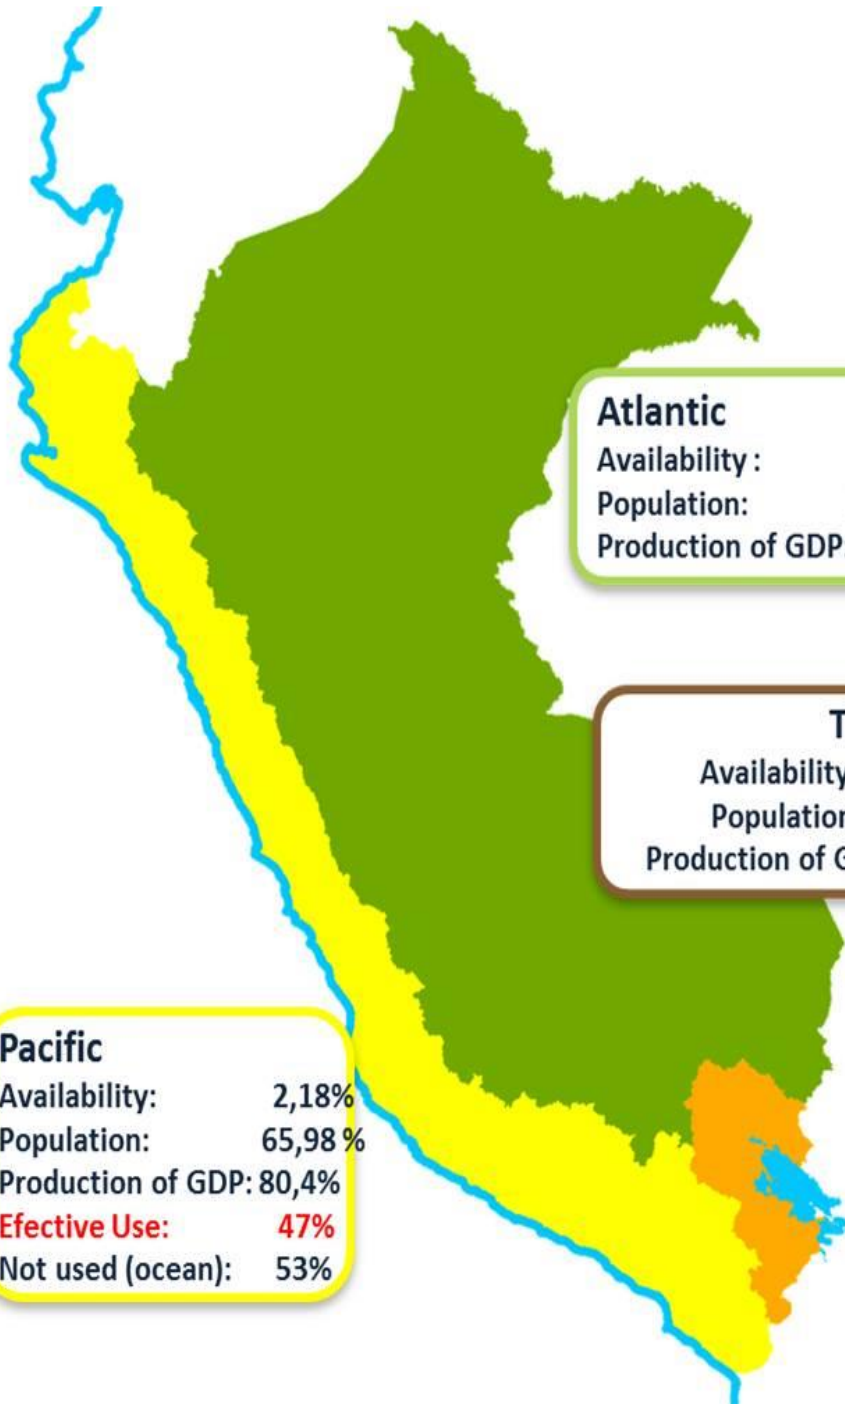 Atlantic
Availability :
Population:
Production of GDP:
T
Availability
Population
Production of G
Pacific
Availability: 2,18%
Population: 65,98 %
Production of GDP: 80,4%
Efective Use: 47%
Not used (ocean): 53%